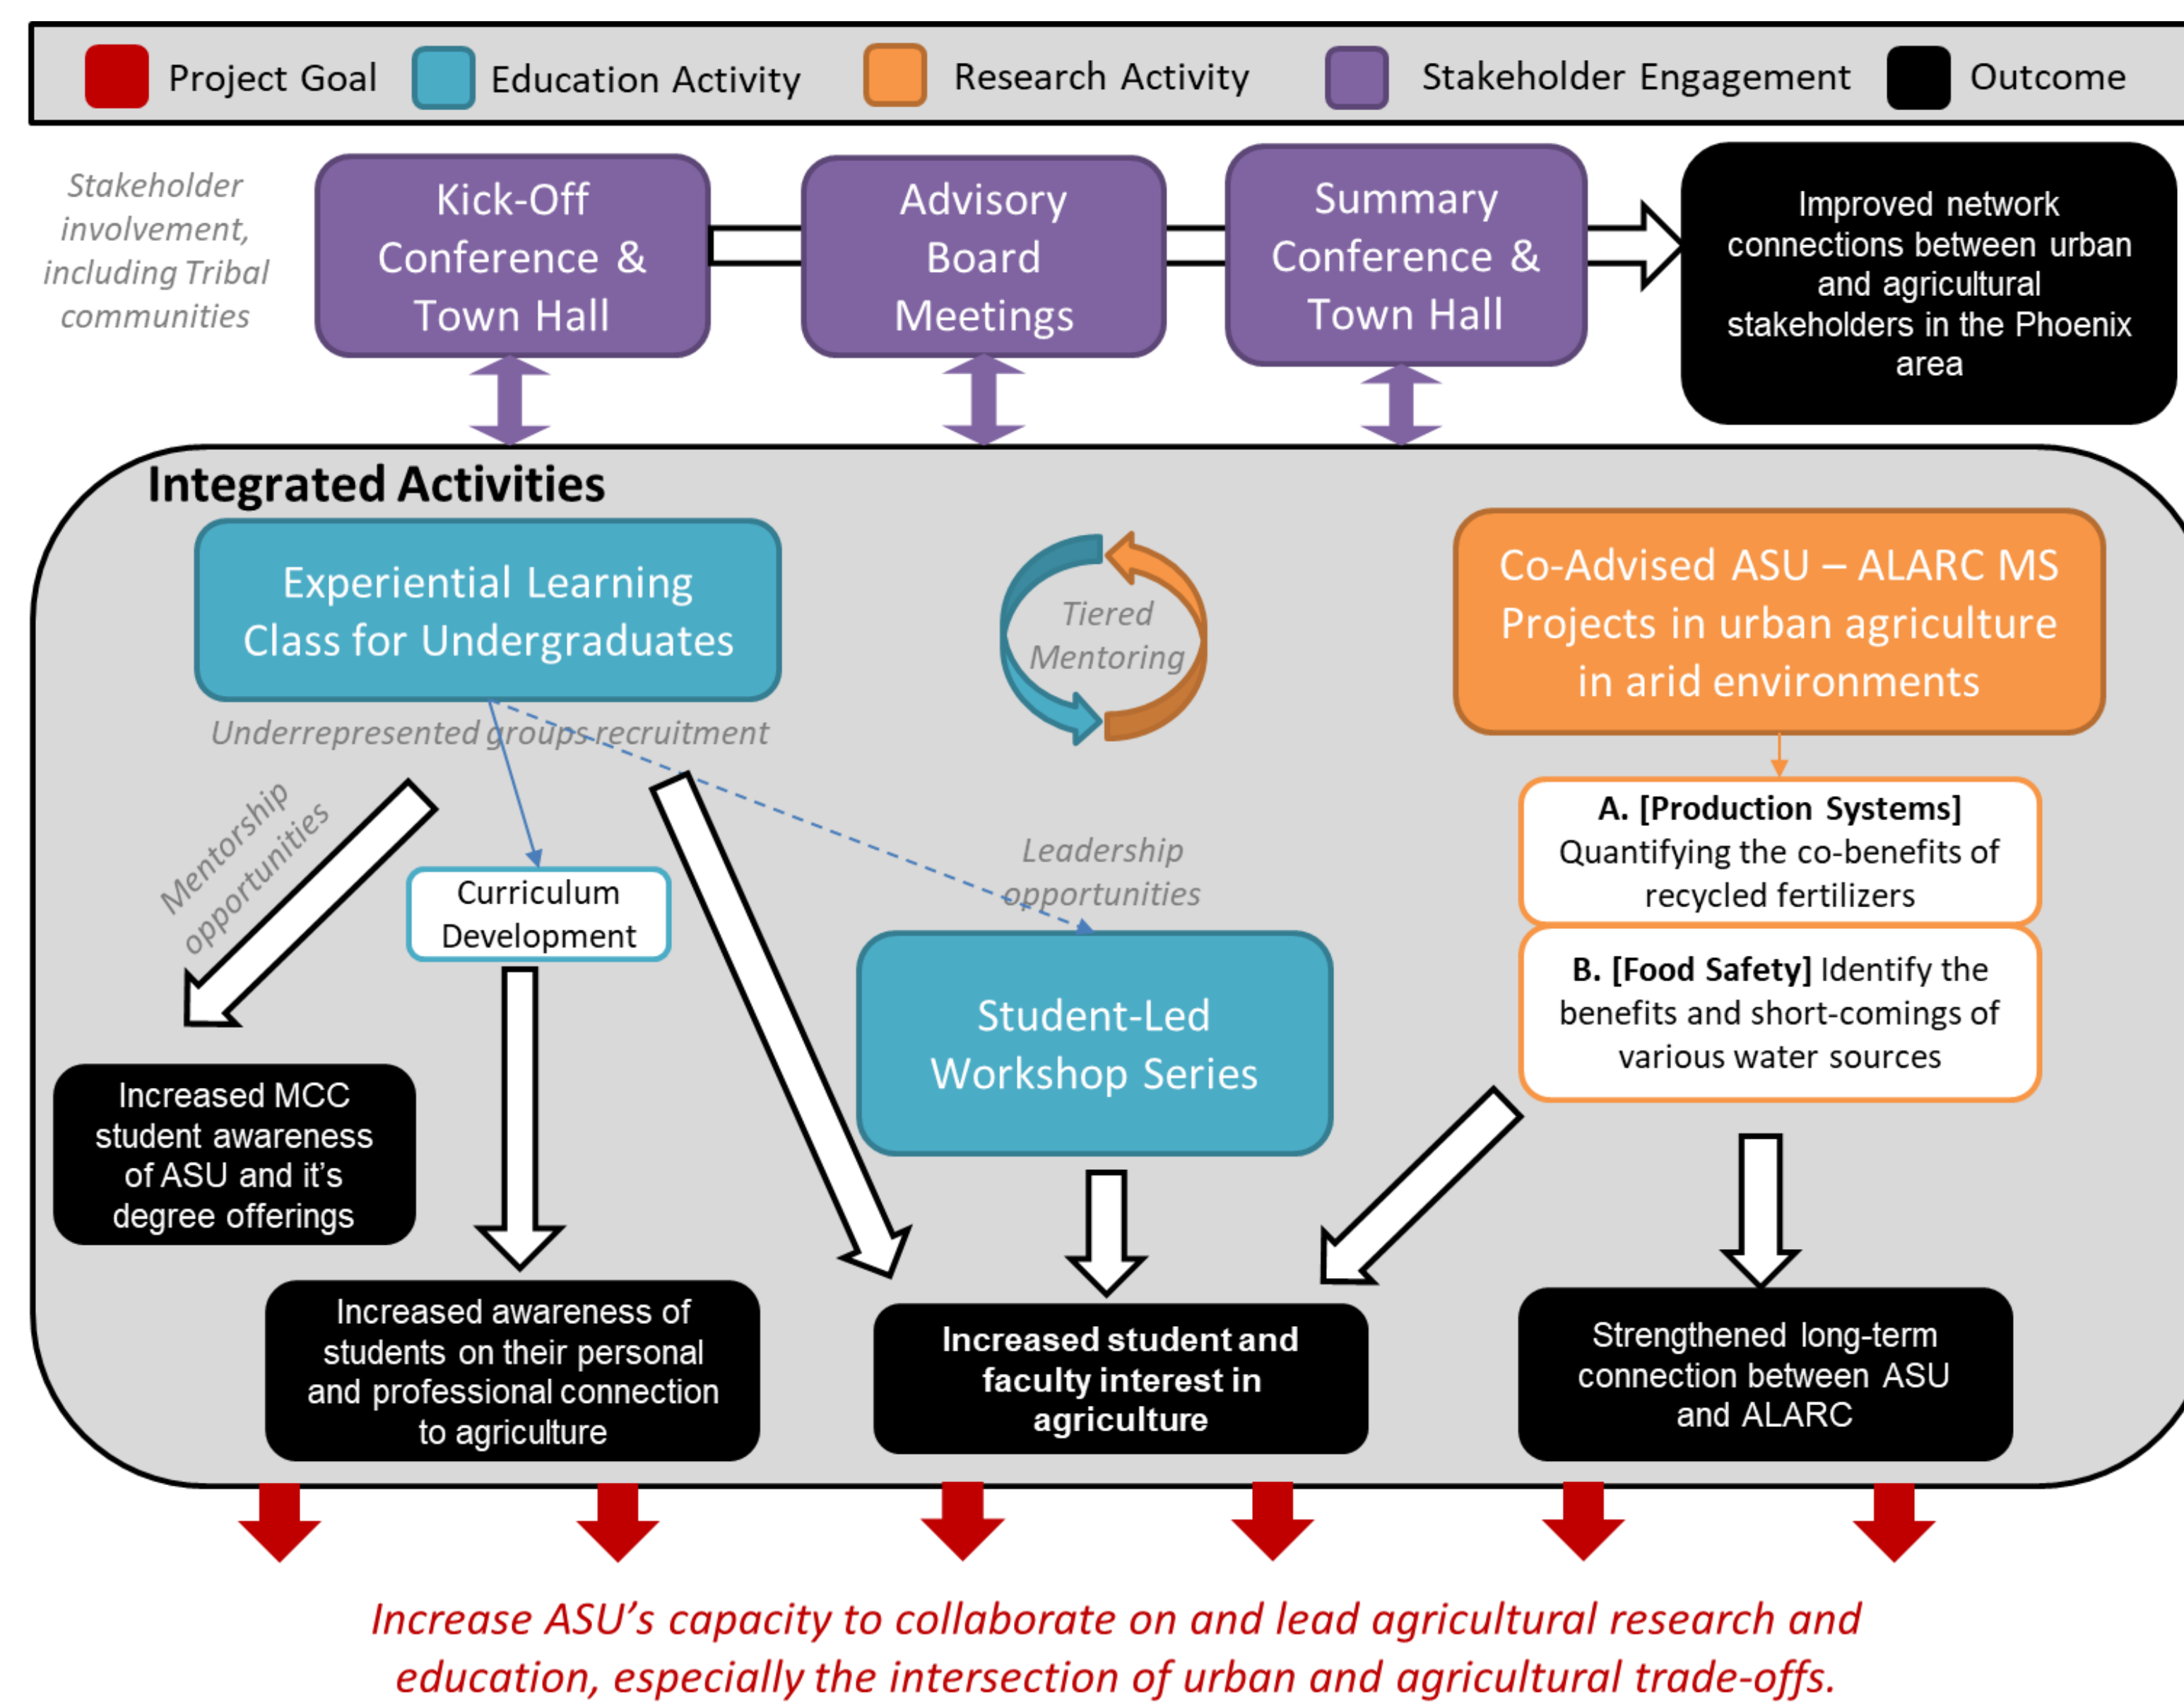 Project Goal
Education Activity
Research Activity
Stakeholder Engagement
Outcome
Stakeholder
involvement,
including Tribal
communities
Kick-Off
Conference &
Town Hall
Advisory
Board
Meetings
Summary
Conference &
Town Hall
Improved network
connections between urban
and agricultural
stakeholders in the Phoenix
area
Integrated Activities
Experiential Learning
Class for Undergraduates
Underrepresented groups recruitment
Tiered
Mentoring
Co-Advised ASU – ALARC MS
Projects in urban agriculture
in arid environments
Mentorship
opportunities
Curriculum
Development
Leadership
opportunities
Student-Led
Workshop Series
A. [Production Systems]
Quantifying the co-benefits of
recycled fertilizers
B. [Food Safety] Identify the
benefits and short-comings of
various water sources
Increased MCC
student awareness
of ASU and it's
degree offerings
Increased awareness of
students on their personal
and professional connection
to agriculture
Increased student and
faculty interest in
agriculture
Strengthened long-term
connection between ASU
and ALARC
Increase ASU's capacity to collaborate on and lead agricultural research and
education, especially the intersection of urban and agricultural trade-offs.